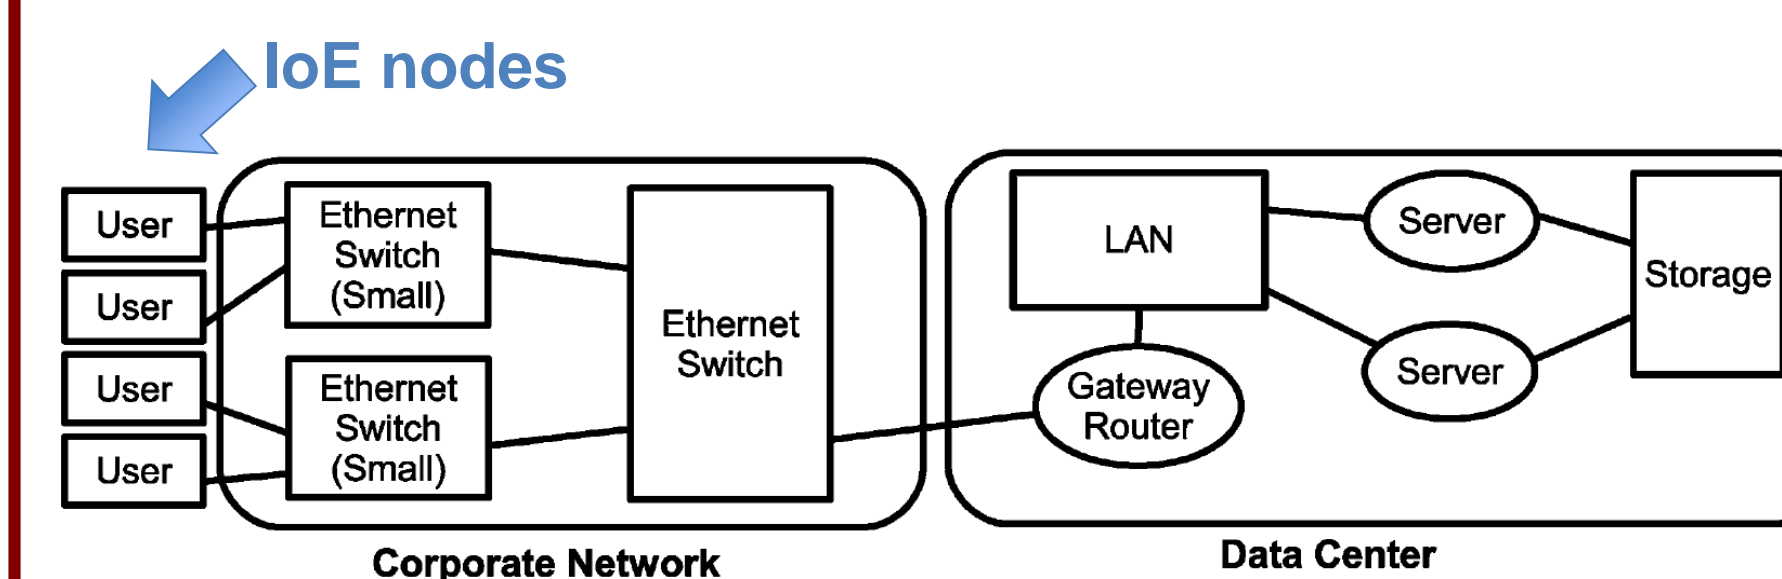 IoE nodes
User
User
User
User
Ethernet
Switch
(Small)
Ethernet
Switch
(Small)
Ethernet
Switch
Corporate Network
LAN
Gateway
Router
Server
Server
Storage
Data Center